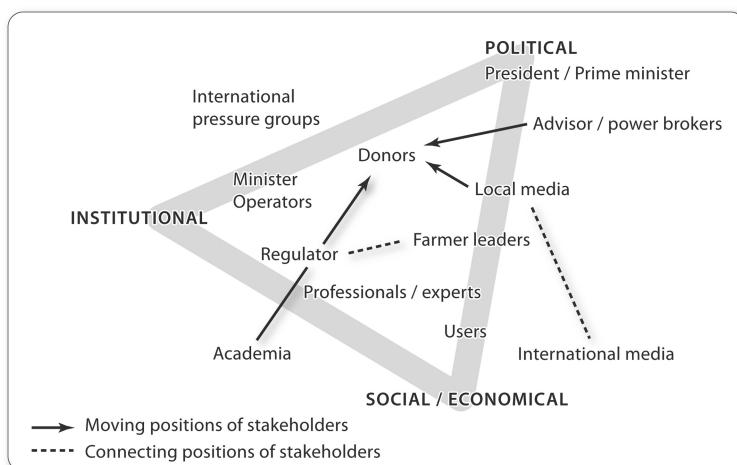 POLITICAL
President / Prime minister
International
pressure groups
Advisor / power brokers
Donors
Minister
Operators
Local media
INSTITUTIONAL
Farmer leaders
Regulator
Professionals / experts
Users
Academia
International media
SOCIAL / ECONOMICAL
Moving positions of stakeholders
Connecting positions of stakeholders